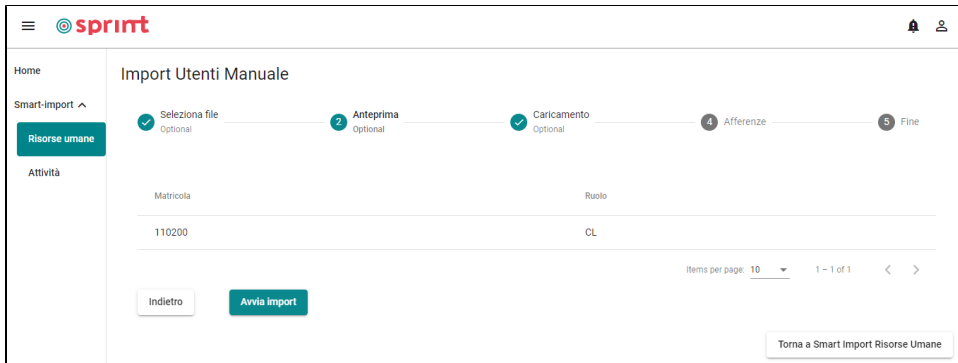 sprint
Home
Import Utenti Manuale
Smart-import
Seleziona file
Optional
2
Anteprima
Optional
Caricamento
Optional
4 Afferenze
5 Fine
Risorse umane
Attività
Matricola Ruolo
110200 CL
Items per page: 10 1 – 1 of 1
Indietro Avvia import
Torna a Smart Import Risorse Umane